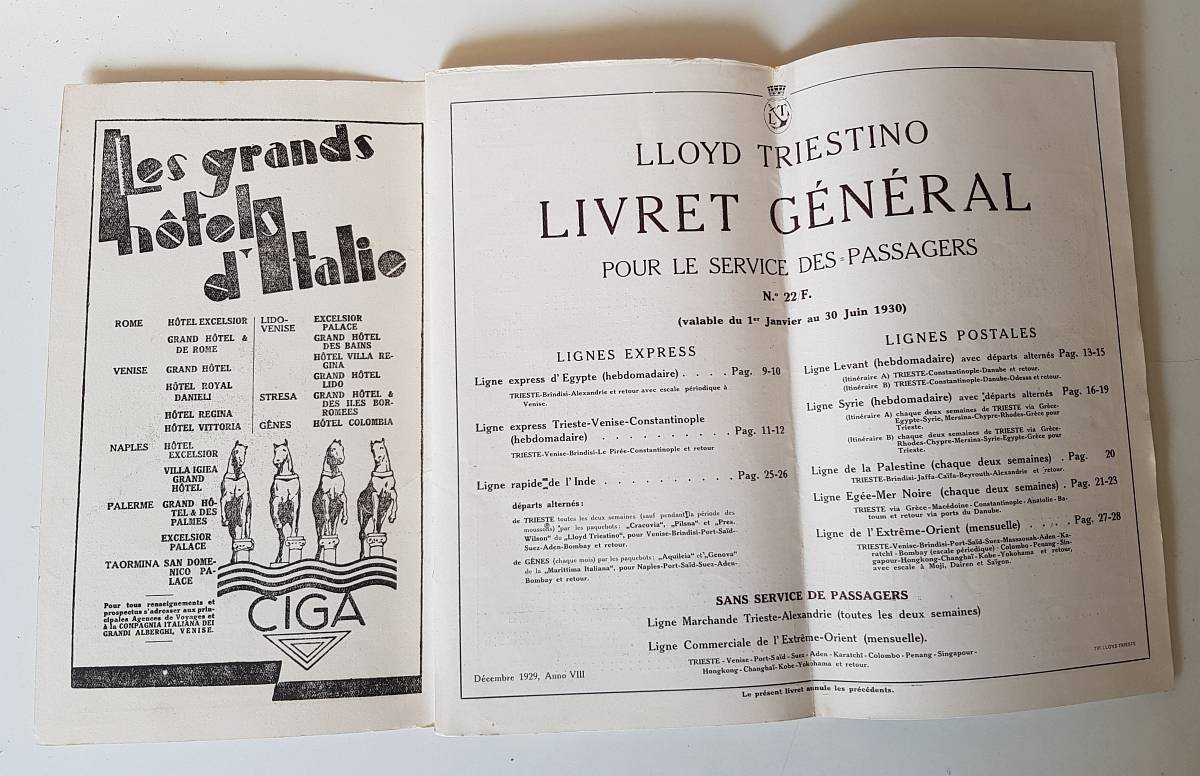 Les grands
hôtels
d'Italie
ROME HÔTEL EXCELSIOR
GRAND HÔTEL &
DE ROME
VENISE GRAND HÔTEL
HÔTEL ROYAL
DANIELI
HÔTEL REGINA
HÔTEL VITTORIA
NAPLES HÔTEL
EXCELSIOR
VILLA IGIEA
GRAND
HÔTEL
PALERME GRAND HÔ-
TEL & DES
PALMES
EXCELSIOR
PALACE
TAORMINA SAN DOME-
NICO PA-
LACE
LIDO-
VENISE
EXCELSIOR
PALACE
GRAND HÔTEL
DES BAINS
HÔTEL VILLA RE-
GINA
GRAND HÔTEL
LIDO
STRESA GRAND HÔTEL &
DES ILES BOR-
ROMEES
GÊNES HÔTEL COLOMBIA
Pour tous renseignements et
prospectus s'adresser aux prin-
cipales Agences de Voyages et
à la COMPAGNIA ITALIANA DEI
GRANDI ALBERGHI, VENISE.
CIGA
LLOYD TRIESTINO
LIVRET GÉNÉRAL
POUR LE SERVICE DES PASSAGERS
N.º 22 F.
(valable du 1er Janvier au 30 Juin 1930)
LIGNES EXPRESS
Ligne express d'Egypte (hebdomadaire) . . . . Pag. 9-10
TRIESTE-Brindisi-Alexandrie et retour avec escale périodique à
Venise.
Ligne express Trieste-Venise-Constantinople
(hebdomadaire) . . . . . . . . . . . Pag. 11-12
TRIESTE-Venise-Brindisi-Le Pirée-Constantinople et retour
Ligne rapide de l'Inde . . . . . . . . . . . Pag. 25-26
départs alternés:
de TRIESTE toutes les deux semaines (sauf pendant la période des
moussons) par les paquebots: „Cracovia", „Pilsna" et „Pres.
Wilson" du „Lloyd Triestino", pour Venise-Brindisi-Port-Saïd-
Suez-Aden-Bombay et retour.
de GÊNES (chaque mois) par les paquebots: „Aquileia" et „Genova"
de la „Marittima Italiana", pour Naples-Port-Saïd-Suez-Aden-
Bombay et retour.
LIGNES POSTALES
Ligne Levant (hebdomadaire) avec départs alternés Pag. 13-15
(Itinéraire A) TRIESTE-Constantinople-Danube et retour.
(Itinéraire B) TRIESTE-Constantinople-Danube-Odessa et retour.
Ligne Syrie (hebdomadaire) avec départs alternés Pag. 16-19
(Itinéraire A) chaque deux semaines de TRIESTE via Grèce-
Egypte-Syrie, Mersina-Chypre-Rhodes-Grèce pour
Trieste.
(Itinéraire B) chaque deux semaines de TRIESTE via Grèce-
Rhodes-Chypre-Mersina-Syrie-Egypte-Grèce pour
Trieste.
Ligne de la Palestine (chaque deux semaines) . Pag. 20
TRIESTE-Brindisi-Jaffa-Caïfa-Beyrouth-Alexandrie et retour.
Ligne Egée-Mer Noire (chaque deux semaines) . Pag. 21-23
TRIESTE via Grèce-Macédoine-Constantinople-Anatolie-Ba-
toum et retour via ports du Danube.
Ligne de l'Extrême-Orient (mensuelle) . . . . . Pag. 27-28
TRIESTE-Venise-Brindisi-Port-Saïd-Suez-Massaouah-Aden-Ka-
ratchI-Bombay (escale périodique)-Colombo-Penang-Sin-
gapour-Hongkong-Changhaï-Kobe-Yokohama et retour,
avec escale à Moji, Dairen et Saïgon.
SANS SERVICE DE PASSAGERS
Ligne Marchande Trieste-Alexandrie (toutes les deux semaines)
Ligne Commerciale de l'Extrême-Orient (mensuelle).
TRIESTE-Venise-Port-Saïd-Suez-Aden-KaratchI-Colombo-Penang-Singapour-
Hongkong-Changhaï-Kobe-Yokohama et retour.
Décembre 1929, Anno VIII
TIP. LLOYD-TRIESTE
Le présent livret annule les précédents.